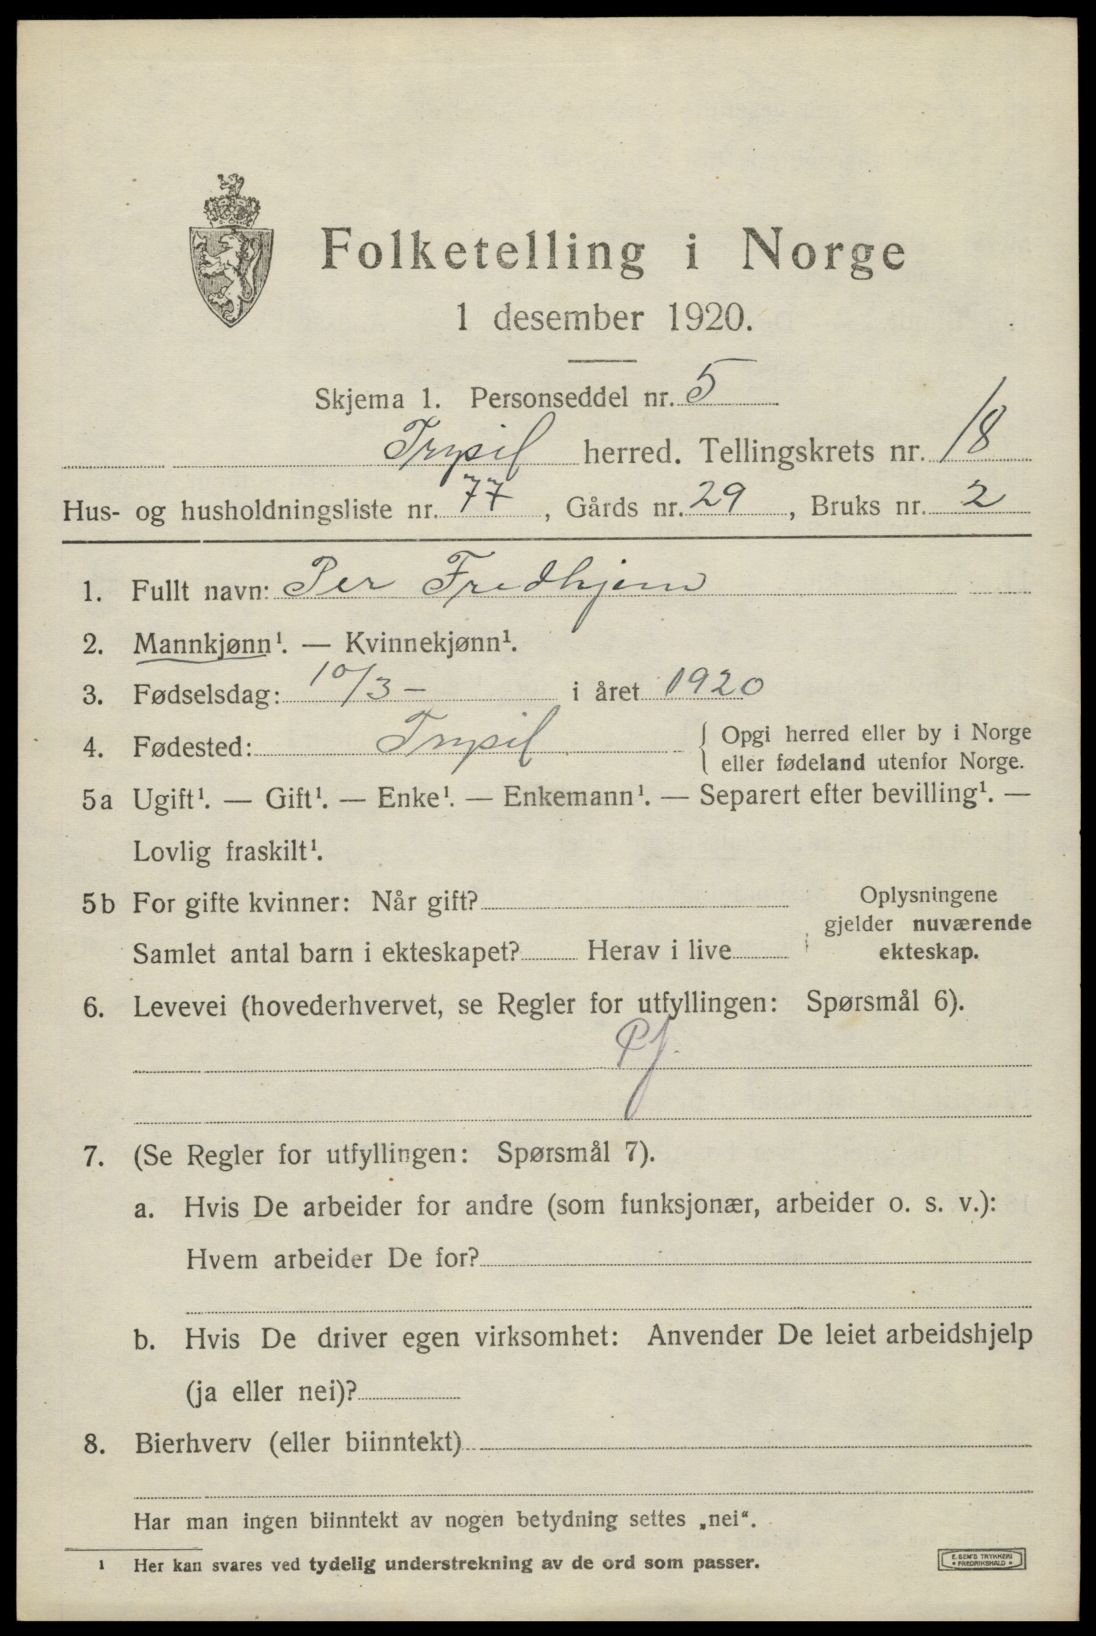 Folketelling i Norge
1 desember 1920.
Skjema 1. Personseddel nr. 5
Trysil herred. Tellingskrets nr. 18
Hus- og husholdningsliste nr. 77, Gårds nr. 29, Bruks nr. 2
1. Fullt navn: Per Fredhjem
2. Mannkjønn¹. — Kvinnekjønn¹.
3. Fødselsdag: 10/3 - i året 1920
4. Fødested: Trysil { Opgi herred eller by i Norge
eller fødeland utenfor Norge.
5a Ugift¹. — Gift¹. — Enke¹. — Enkemann¹. — Separert efter bevilling¹. —
Lovlig fraskilt¹.
5b For gifte kvinner: Når gift?
Samlet antal barn i ekteskapet? Herav i live
Oplysningene
gjelder nuværende
ekteskap.
6. Levevei (hovederhvervet, se Regler for utfyllingen: Spørsmål 6).
7. (Se Regler for utfyllingen: Spørsmål 7).
a. Hvis De arbeider for andre (som funksjonær, arbeider o. s. v.):
Hvem arbeider De for?
b. Hvis De driver egen virksomhet: Anvender De leiet arbeidshjelp
(ja eller nei)?
8. Bierhverv (eller biinntekt)
Har man ingen biinntekt av nogen betydning settes „nei“.
¹ Her kan svares ved tydelig understrekning av de ord som passer.
E. SEM'S TRYKKERI
• FREDRIKSHALD •